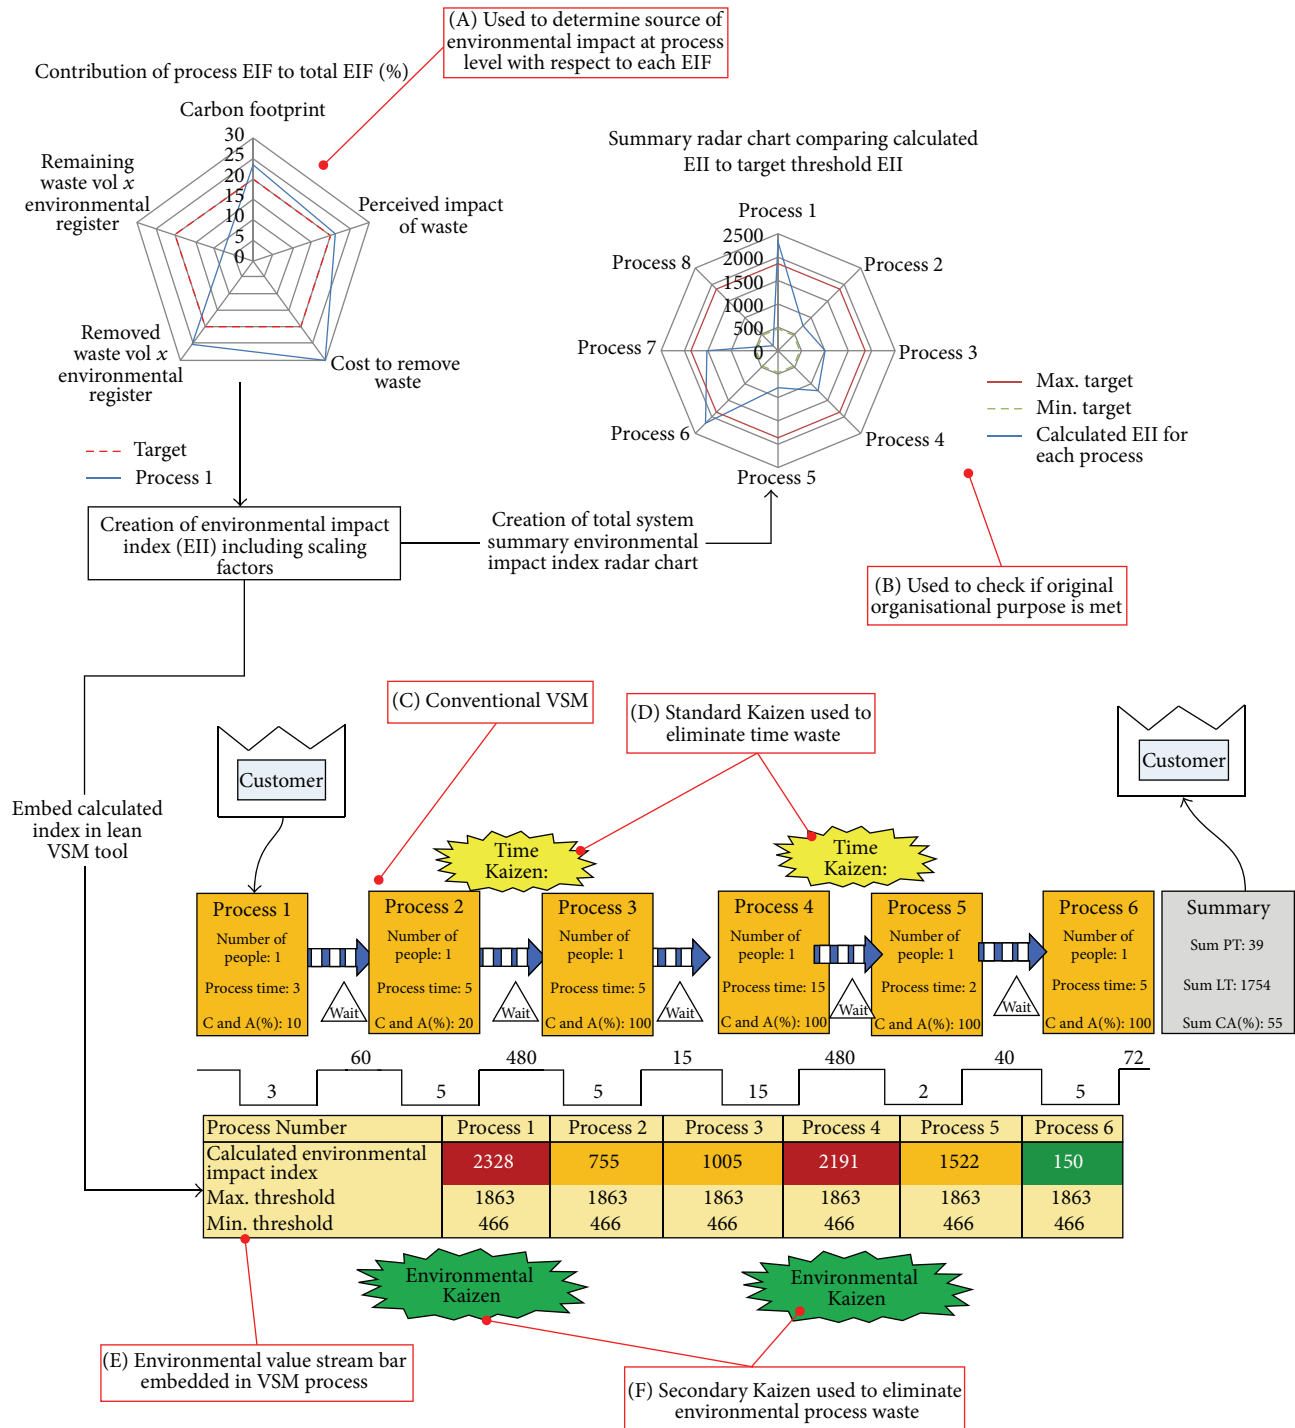 (A) Used to determine source of
environmental impact at process
level with respect to each EIF
Contribution of process EIF to total EIF (%)
Carbon footprint
30
25
20
15
10
5
0
Remaining
waste vol x
environmental
register
Perceived impact
of waste
Removed
waste vol x
environmental
register
Cost to remove
waste
Target
Process 1
Summary radar chart comparing calculated
EII to target threshold EII
Process 1
2500
2000
1500
1000
500
0
Process 8
Process 2
Process 7
Process 3
Process 6
Process 4
Process 5
Max. target
Min. target
Calculated EII for
each process
Creation of environmental impact
index (EII) including scaling
factors
Creation of total system
summary environmental
impact index radar chart
(B) Used to check if original
organisational purpose is met
(C) Conventional VSM
(D) Standard Kaizen used to
eliminate time waste
Customer
Customer
Embed calculated
index in lean
VSM tool
Time
Kaizen:
Time
Kaizen:
Process 1
Number of
people: 1
Process time: 3
C and A(%): 10
Wait
Process 2
Number of
people: 1
Process time: 5
C and A(%): 20
Wait
Process 3
Number of
people: 1
Process time: 5
C and A(%): 100
Wait
Process 4
Number of
people: 1
Process time: 15
C and A(%): 100
Wait
Process 5
Number of
people: 1
Process time: 2
C and A(%): 100
Wait
Process 6
Number of
people: 1
Process time: 5
C and A(%): 100
Summary
Sum PT: 39
Sum LT: 1754
Sum CA(%): 55
60 480 15 480 40 72
3 5 5 15 2 5
Process Number Process 1 Process 2 Process 3 Process 4 Process 5 Process 6
Calculated environmental
impact index 2328 755 1005 2191 1522 150
Max. threshold 1863 1863 1863 1863 1863 1863
Min. threshold 466 466 466 466 466 466
Environmental
Kaizen
Environmental
Kaizen
(E) Environmental value stream bar
embedded in VSM process
(F) Secondary Kaizen used to eliminate
environmental process waste